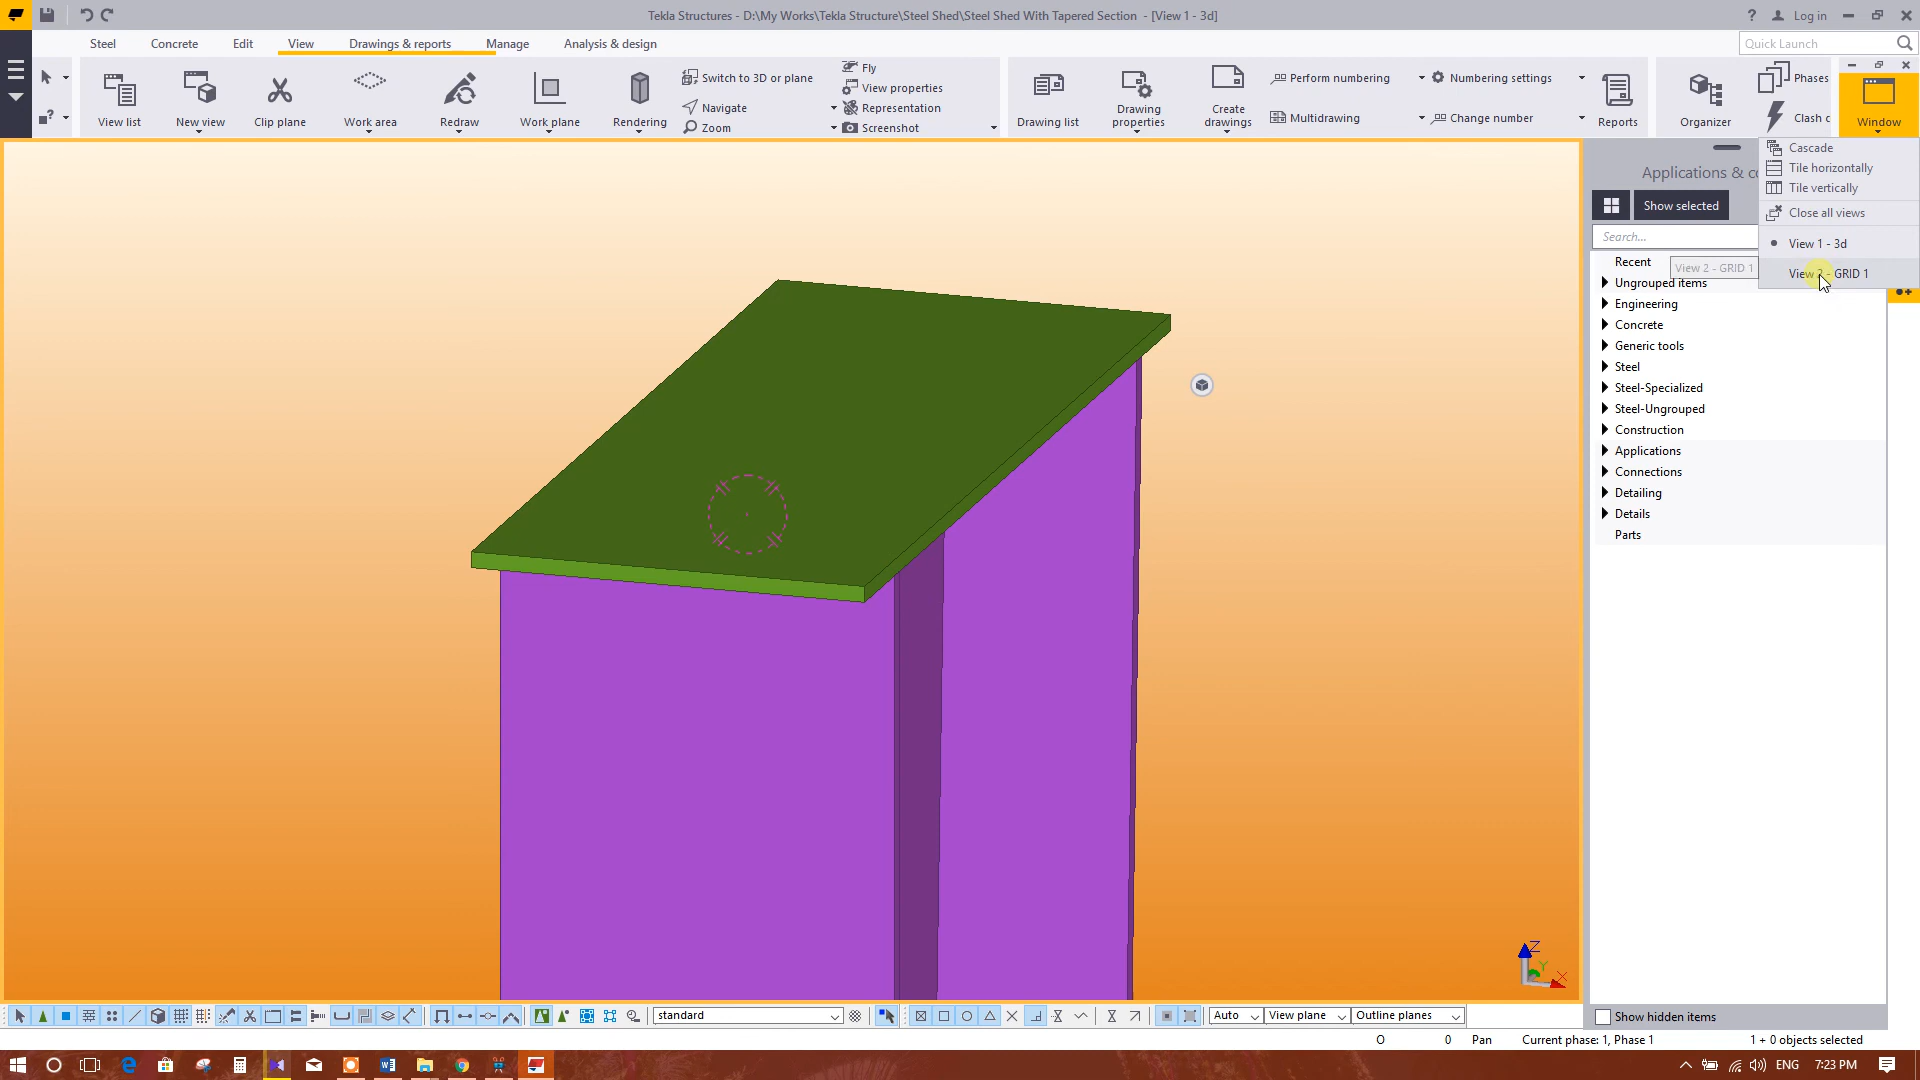 Tekla Structures - D:\My Works\Tekla Structure\Steel Shed\Steel Shed With Tapered Section - [View 1 - 3d]
? Log in
Steel Concrete Edit View Drawings & reports Manage Analysis & design
Quick Launch
View list
New view
Clip plane
Work area
Redraw
Work plane
Rendering
Switch to 3D or plane
Navigate
Zoom
Fly
View properties
Representation
Screenshot
Drawing list
Drawing properties
Create drawings
Perform numbering
Multidrawing
Numbering settings
Change number
Reports
Organizer
Phases
Clash c
Window
Cascade
Tile horizontally
Tile vertically
Close all views
View 1 - 3d
View 2 - GRID 1
Applications & co
Show selected
Search...
View 2 - GRID 1
Recent
Ungrouped items
Engineering
Concrete
Generic tools
Steel
Steel-Specialized
Steel-Ungrouped
Construction
Applications
Connections
Detailing
Details
Parts
Z
Y
X
Show hidden items
standard
Auto
View plane
Outline planes
O 0 Pan Current phase: 1, Phase 1 1 + 0 objects selected
ENG 7:23 PM